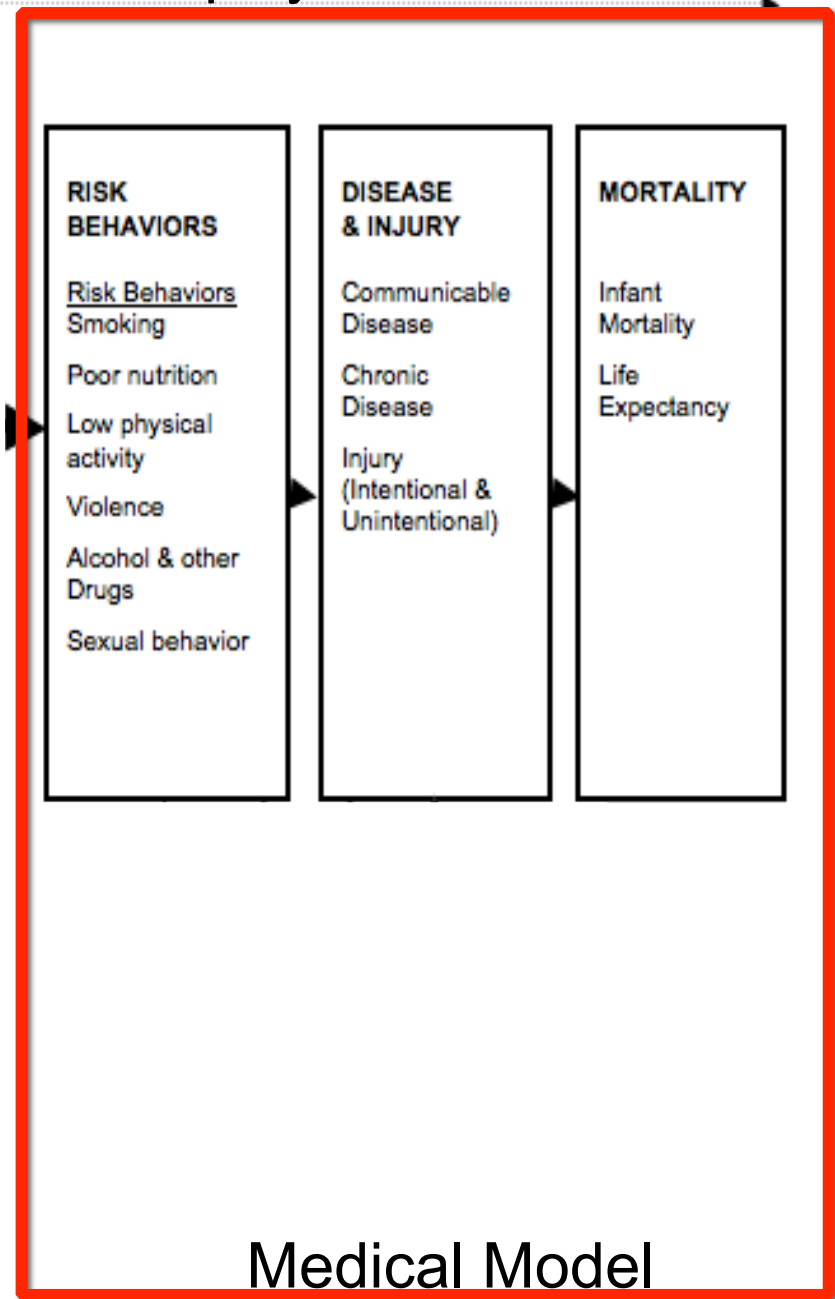 RISK
BEHAVIORS
Risk Behaviors
Smoking
Poor nutrition
Low physical
activity
Violence
Alcohol & other
Drugs
Sexual behavior
DISEASE
& INJURY
Communicable
Disease
Chronic
Disease
Injury
(Intentional &
Unintentional)
MORTALITY
Infant
Mortality
Life
Expectancy
Medical Model